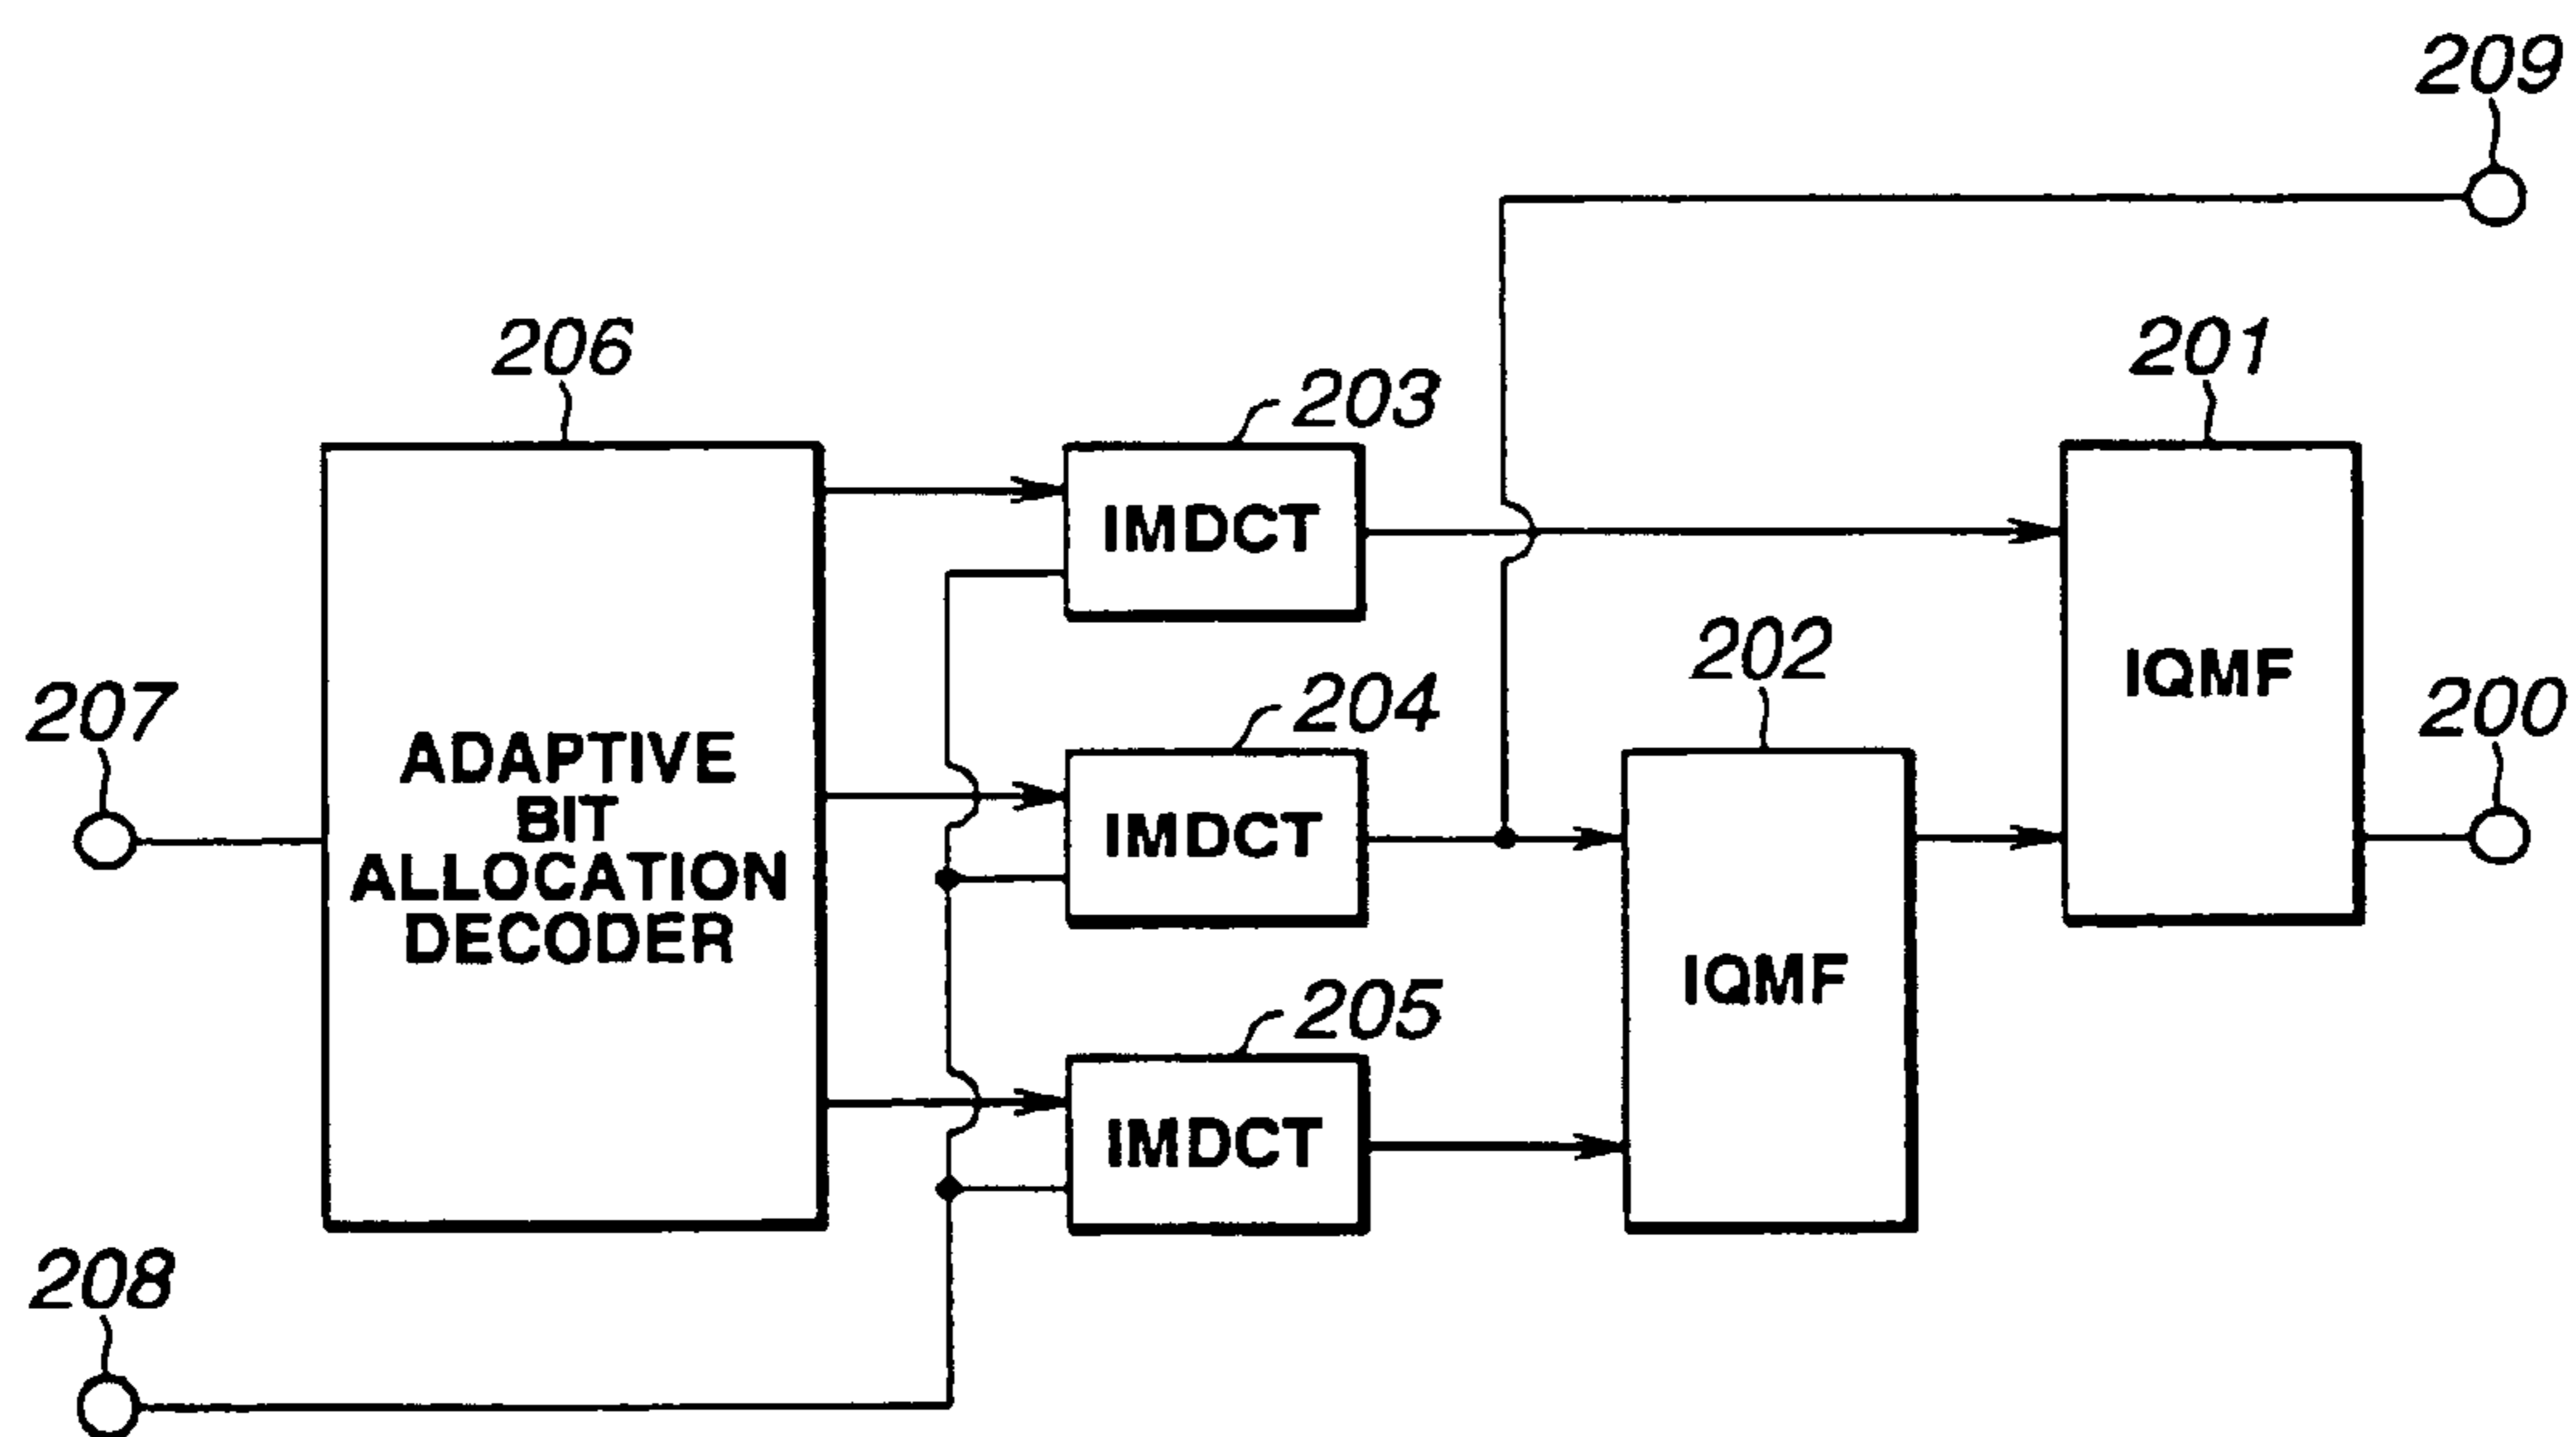 209
206
203
201
IMDCT
202
IQMF
207
204
200
ADAPTIVE
BIT
ALLOCATION
DECODER
IMDCT
205
IQMF
IMDCT
208